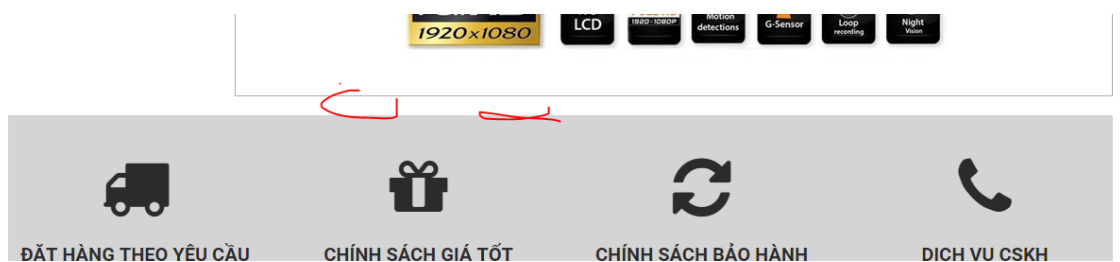 LCD
1920-1080P
Motion
detections
G-Sensor
Loop
recording
Night
Vision
1920x1080
ĐẶT HÀNG THEO YÊU CẦU
CHÍNH SÁCH GIÁ TỐT
CHÍNH SÁCH BẢO HÀNH
DỊCH VỤ CSKH